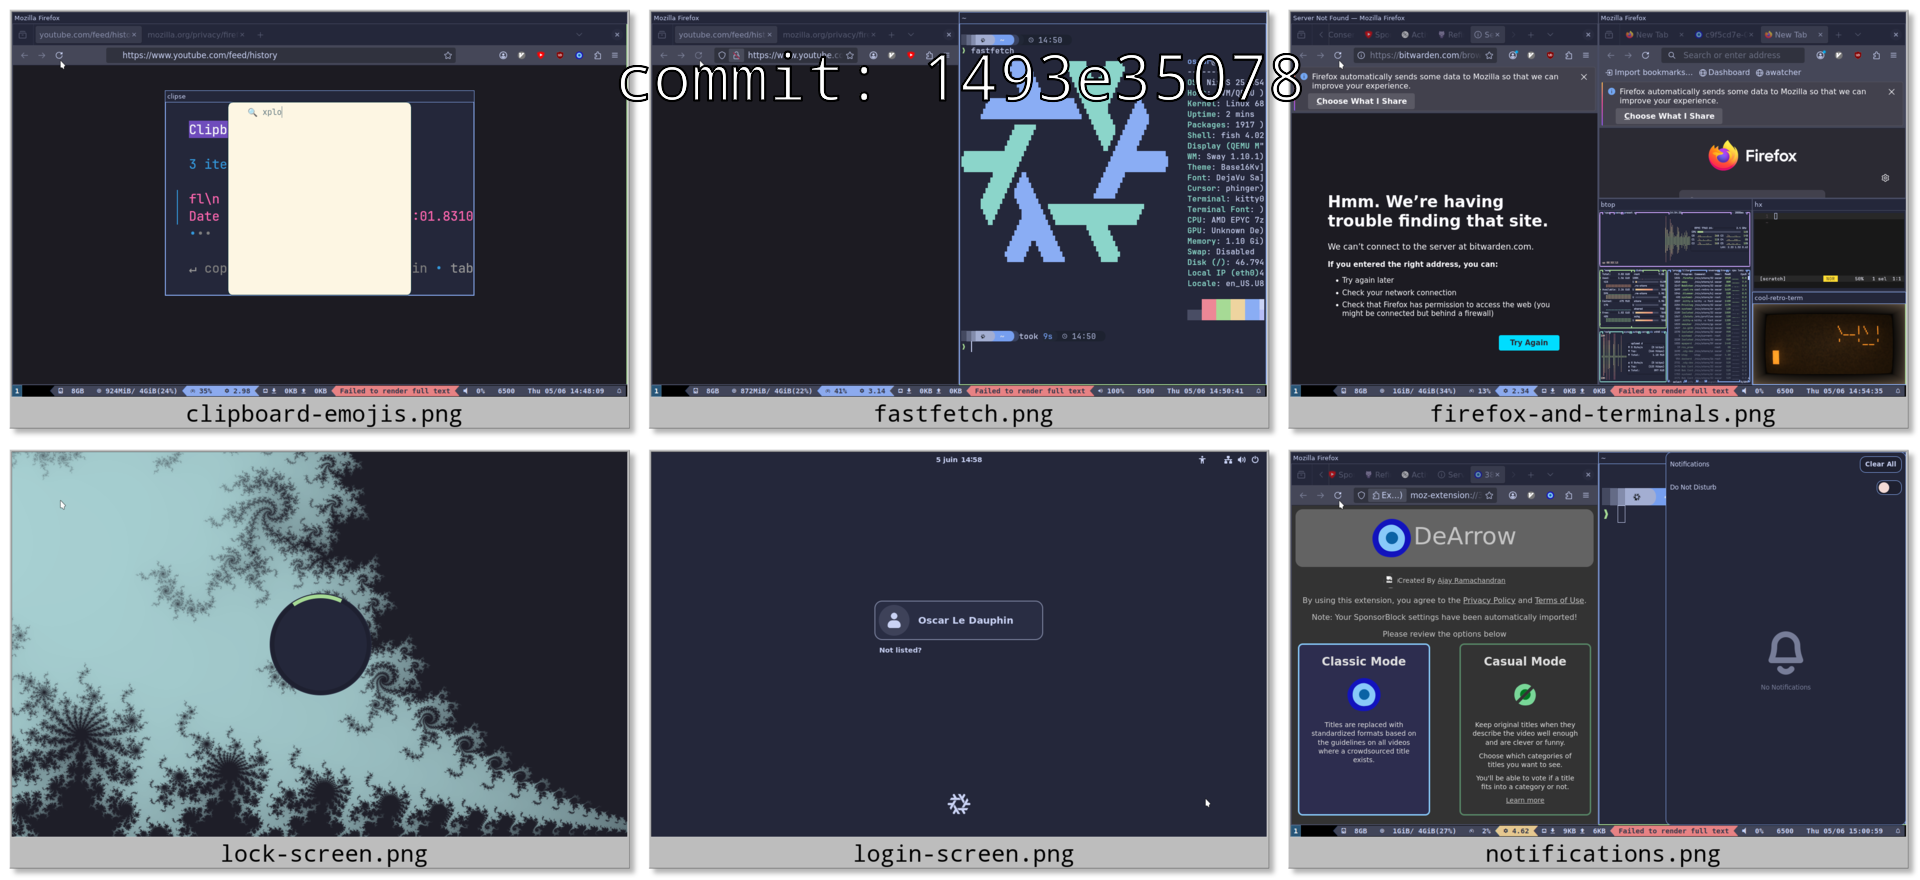 commit: 1493e35078
Mozilla Firefox
youtube.com/feed/hist
mozilla.org/privacy/fire
https://www.youtube.com/feed/history
clipse
Clipb
xplo
3 ite
fl\n
Date
:01.8310
↵ cop
in • tab
1
8GB
924MiB/ 4GiB(24%)
35%
2.98
0KB
0KB
Failed to render full text
0%
6500
Thu 05/06 14:48:09
clipboard-emojis.png
Mozilla Firefox
youtube.com/feed/hist
mozilla.org/privacy/fire
https://www.youtube.c
~
14:50
fastfetch
Kernel: Linux 68
Uptime: 2 mins
Packages: 1917 )
Shell: fish 4.02
Display (QEMU M"
WM: Sway 1.10.1)
Theme: Base16Kv]
Font: DejaVu Sa]
Cursor: phinger)
Terminal: kitty0
Terminal Font: )
CPU: AMD EPYC 7z
GPU: Unknown De)
Memory: 1.10 Gi)
Swap: Disabled
Disk (/): 46.794
Local IP (eth0)4
Locale: en_US.U8
took 9s
14:50
1
8GB
872MiB/ 4GiB(22%)
41%
3.14
0KB
0KB
Failed to render full text
100%
6500
Thu 05/06 14:50:41
fastfetch.png
Server Not Found — Mozilla Firefox
https://bitwarden.com/bro
Firefox automatically sends some data to Mozilla so that we can
improve your experience.
Choose What I Share
Hmm. We're having
trouble finding that site.
We can't connect to the server at bitwarden.com.
If you entered the right address, you can:
• Try again later
• Check your network connection
• Check that Firefox has permission to access the web (you
might be connected but behind a firewall)
Try Again
Mozilla Firefox
New Tab
c9f5cd7a-
New Tab
Search or enter address
Import bookmarks...
Dashboard
awatcher
Firefox automatically sends some data to Mozilla so that we can
improve your experience.
Choose What I Share
Firefox
btop
hx
[scratch]
1 sel
1:1
cool-retro-term
1
8GB
1GiB/ 4GiB(34%)
13%
2.34
0KB
0KB
Failed to render full text
0%
6500
Thu 05/06 14:54:35
firefox-and-terminals.png
lock-screen.png
5 juin 14:58
Oscar Le Dauphin
Not listed?
login-screen.png
Mozilla Firefox
Ex...)
moz-extension://
DeArrow
Created By Ajay Ramachandran
By using this extension, you agree to the Privacy Policy and Terms of Use.
Note: Your SponsorBlock settings have been automatically imported!
Please review the options below
Classic Mode
Titles are replaced with
standardized formats based on
the guidelines on all videos
where a crowdsourced title
exists.
Casual Mode
Keep original titles when they
describe the video well enough
and are clever or funny.
Choose which categories of
titles you want to see.
You'll be able to vote if a title
fits into a category or not.
Learn more
~
Notifications
Clear All
Do Not Disturb
No Notifications
1
8GB
1GiB/ 4GiB(27%)
2%
4.62
9KB
6KB
Failed to render full text
0%
6500
Thu 05/06 15:00:59
notifications.png